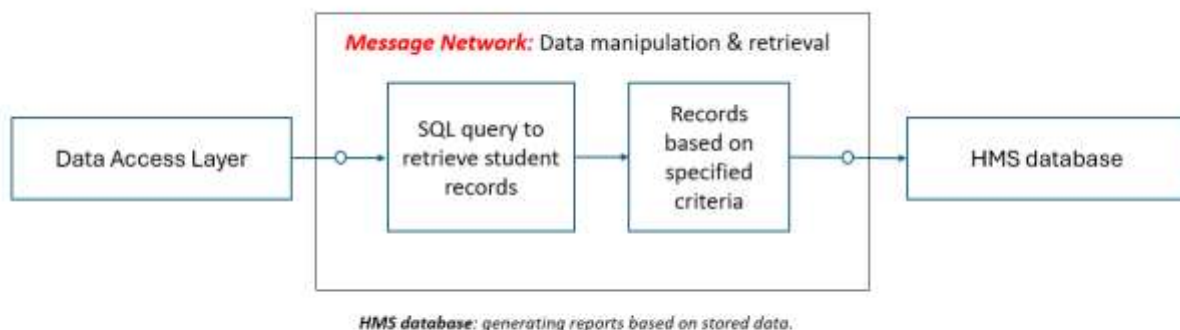 Message Network: Data manipulation & retrieval
Data Access Layer
SQL query to
retrieve student
records
Records
based on
specified
criteria
HMS database
HMS database: generating reports based on stored data.